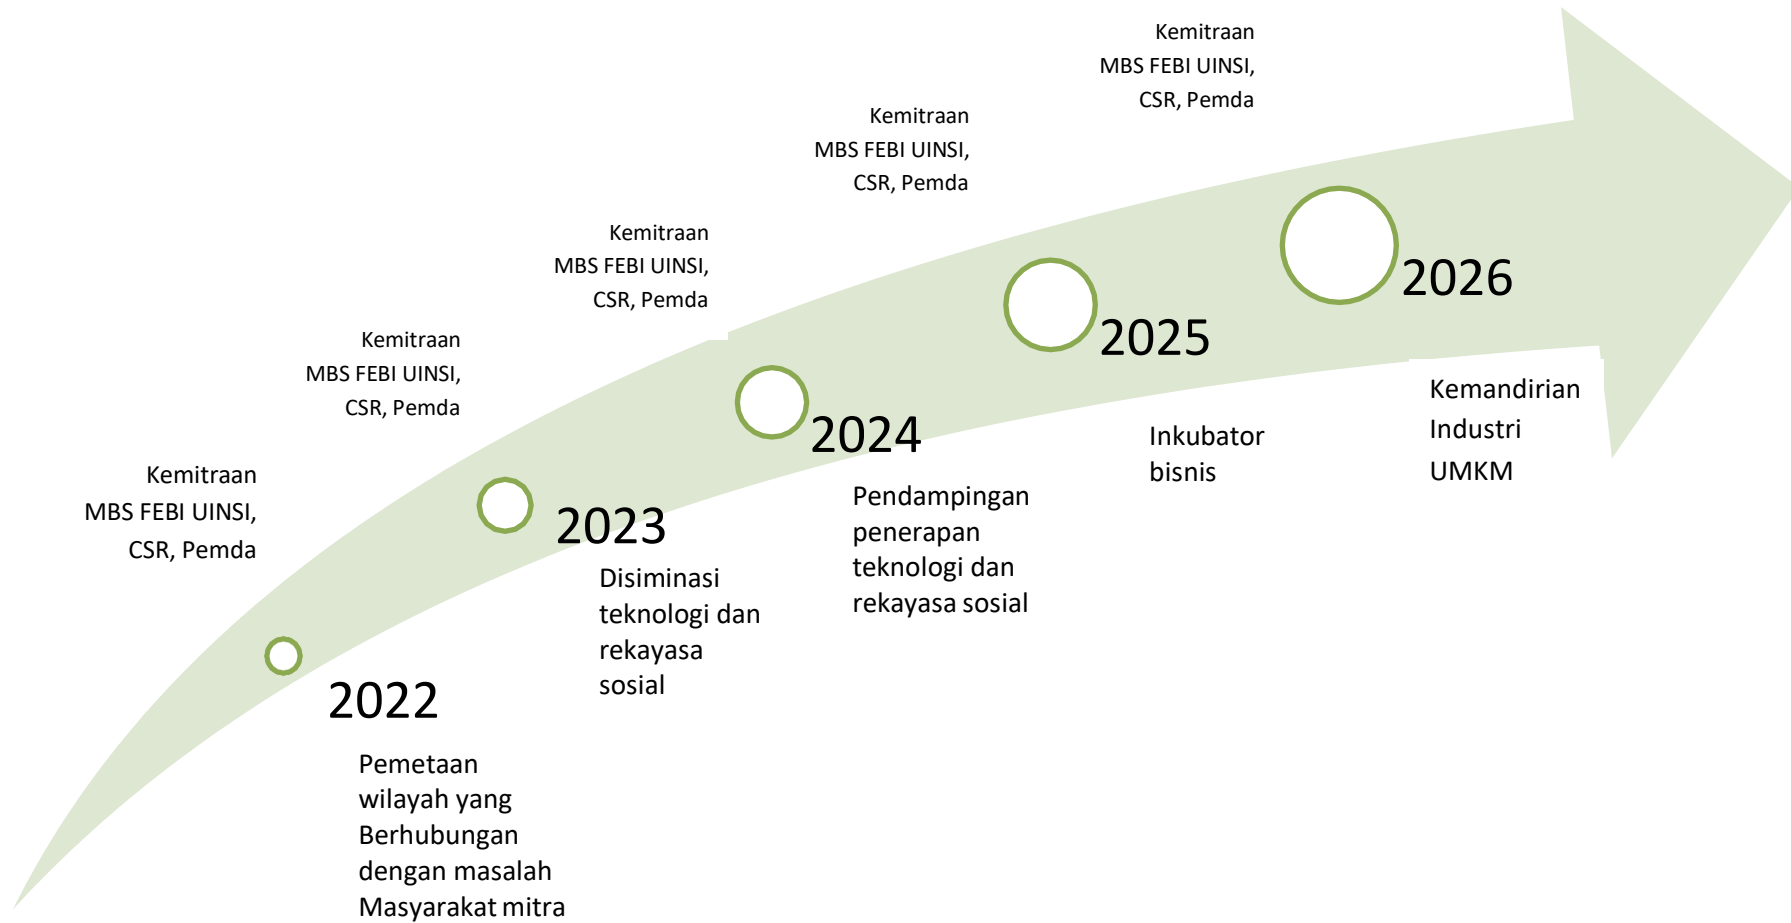 Kemitraan
MBS FEBI UINSI,
CSR, Pemda
2022
Pemetaan
wilayah yang
Berhubungan
dengan masalah
Masyarakat mitra
Kemitraan
MBS FEBI UINSI,
CSR, Pemda
2023
Disiminasi
teknologi dan
rekayasa
sosial
Kemitraan
MBS FEBI UINSI,
CSR, Pemda
2024
Pendampingan
penerapan
teknologi dan
rekayasa sosial
Kemitraan
MBS FEBI UINSI,
CSR, Pemda
2025
Inkubator
bisnis
Kemitraan
MBS FEBI UINSI,
CSR, Pemda
2026
Kemandirian
Industri
UMKM